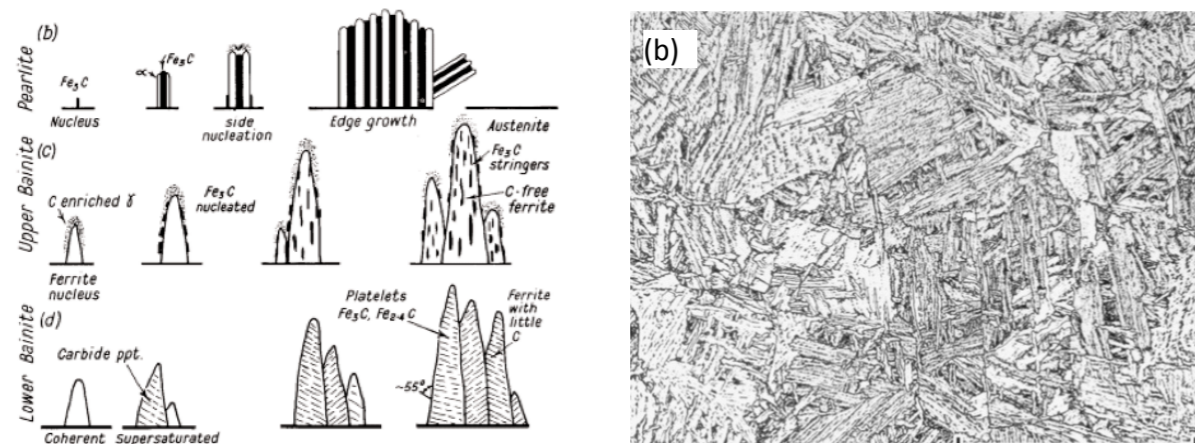 (b)
Pearlite
Fe₃C
Nucleus
α
Fe₃C
side
nucleation
Edge growth
(c)
Upper Bainite
C enriched γ
Ferrite
nucleus
Fe₃C
nucleated
Austenite
Fe₃C
stringers
C-free
ferrite
(d)
Lower Bainite
Carbide ppt.
Coherent
Supersaturated
Platelets
Fe₃C, Fe₂.₄C
Ferrite
with
little
C
~55°
(b)